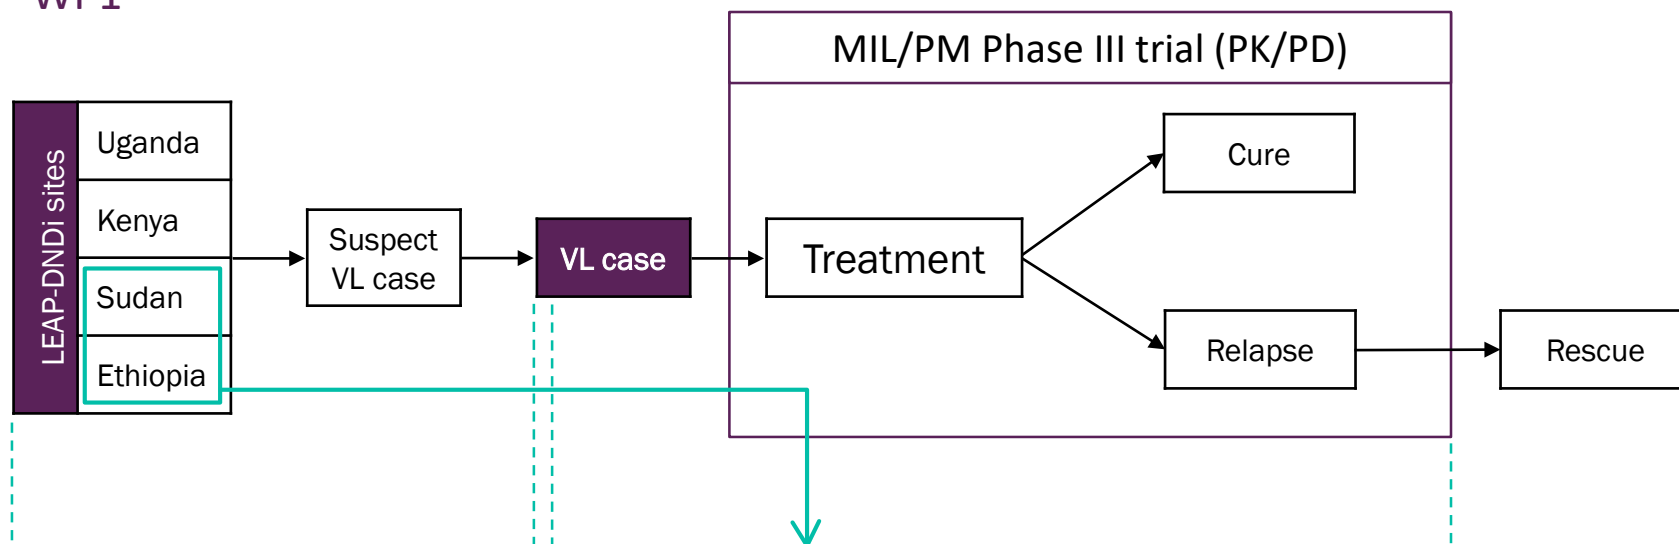 WP1
MIL/PM Phase III trial (PK/PD)
LEAP-DNDi sites
Uganda
Kenya
Sudan
Ethiopia
Suspect
VL case
VL case
Treatment
Cure
Relapse
Rescue